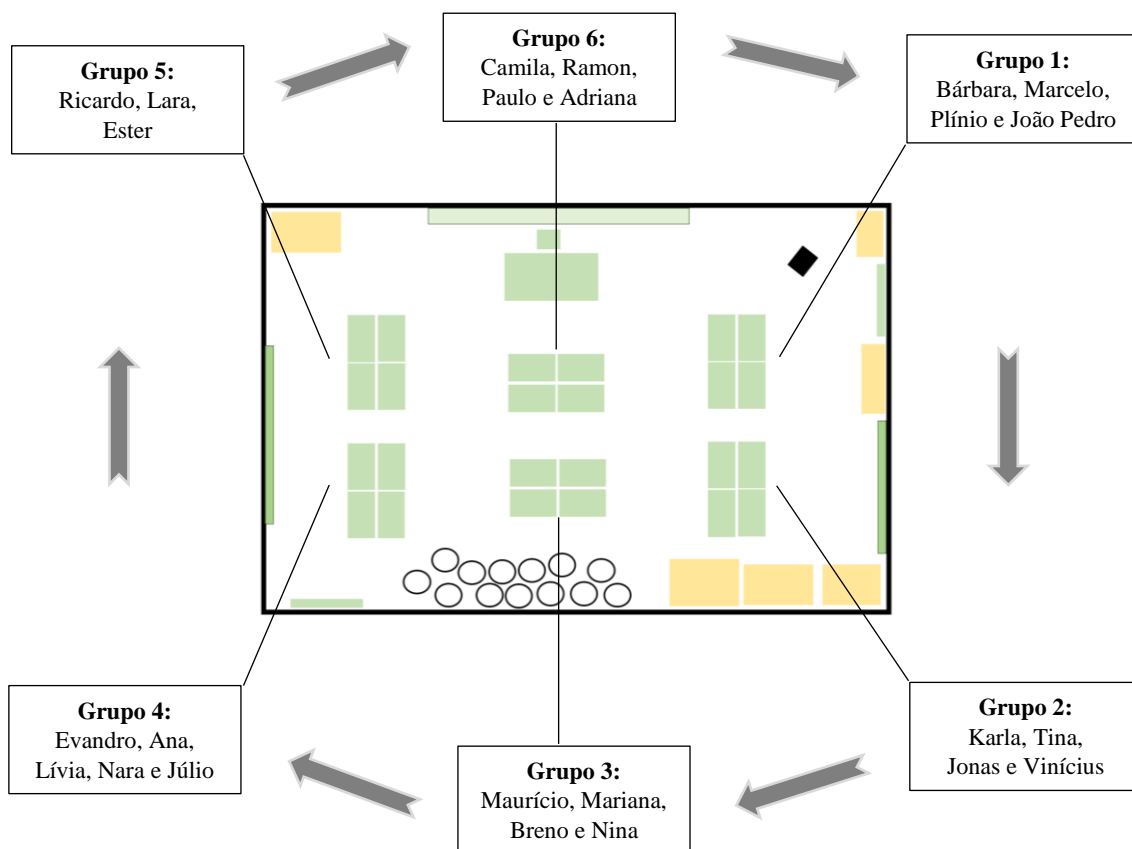 Grupo 6:
Camila, Ramon,
Paulo e Adriana
Grupo 5:
Ricardo, Lara,
Ester
Grupo 1:
Bárbara, Marcelo,
Plínio e João Pedro
Grupo 4:
Evandro, Ana,
Lívia, Nara e Júlio
Grupo 3:
Maurício, Mariana,
Breno e Nina
Grupo 2:
Karla, Tina,
Jonas e Vinícius